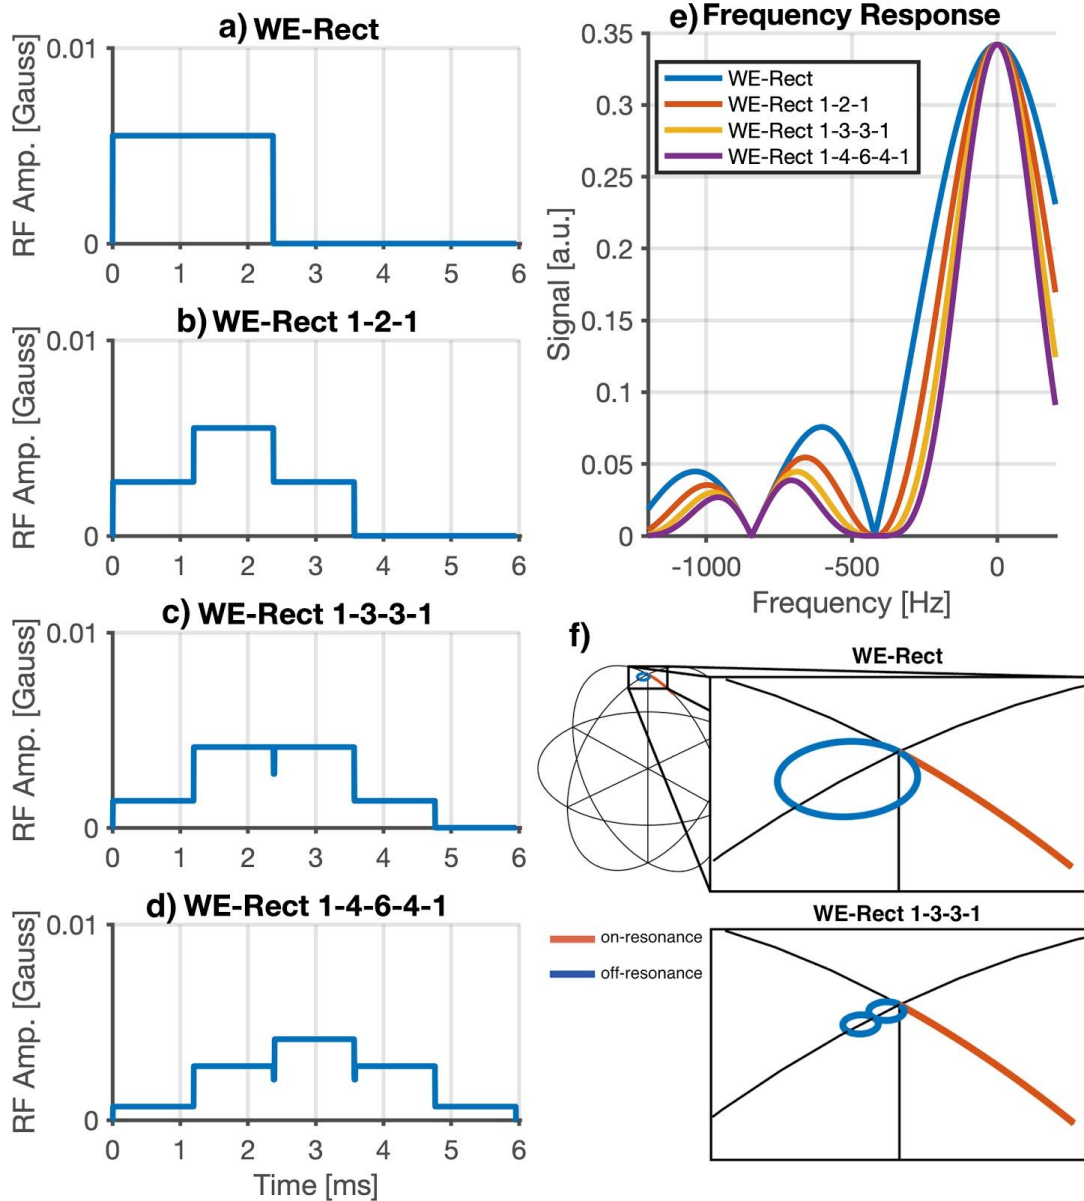 a) WE-Rect
RF Amp. [Gauss]
0.01
0
0 1 2 3 4 5 6
b) WE-Rect 1-2-1
RF Amp. [Gauss]
0.01
0
0 1 2 3 4 5 6
c) WE-Rect 1-3-3-1
RF Amp. [Gauss]
0.01
0
0 1 2 3 4 5 6
d) WE-Rect 1-4-6-4-1
RF Amp. [Gauss]
0.01
0
0 1 2 3 4 5 6
Time [ms]
e) Frequency Response
Signal [a.u.]
0.35
0.3
0.25
0.2
0.15
0.1
0.05
0
WE-Rect
WE-Rect 1-2-1
WE-Rect 1-3-3-1
WE-Rect 1-4-6-4-1
-1000 -500 0
Frequency [Hz]
f)
WE-Rect
WE-Rect 1-3-3-1
on-resonance
off-resonance